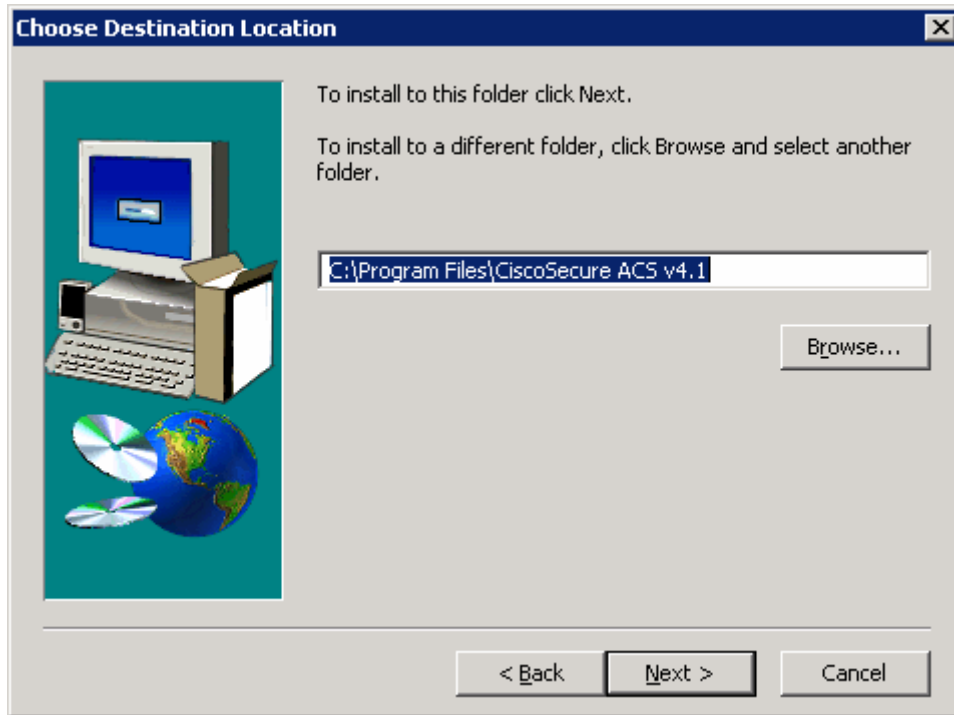 Choose Destination Location
To install to this folder click Next.
To install to a different folder, click Browse and select another
folder.
C:\Program Files\CiscoSecure ACS v4.1
Browse...
< Back
Next >
Cancel